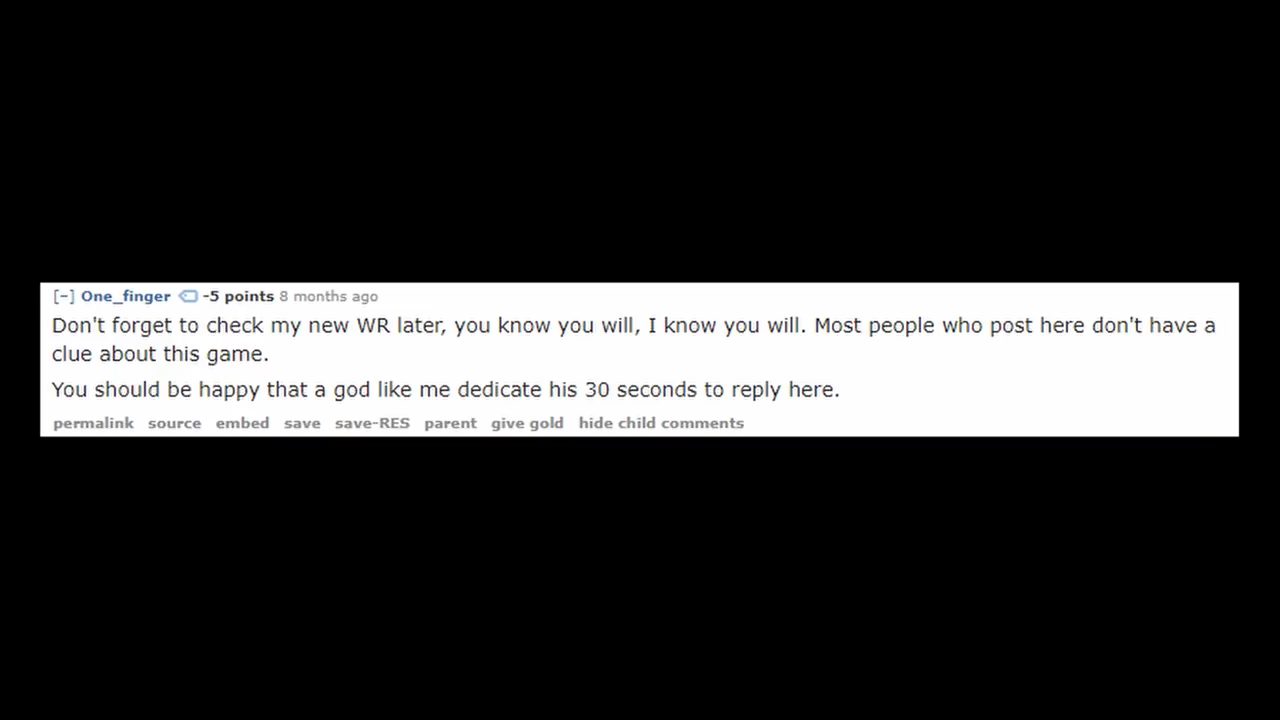 [−] One_finger -5 points 8 months ago
Don't forget to check my new WR later, you know you will, I know you will. Most people who post here don't have a
clue about this game.
You should be happy that a god like me dedicate his 30 seconds to reply here.
permalink source embed save save-RES parent give gold hide child comments